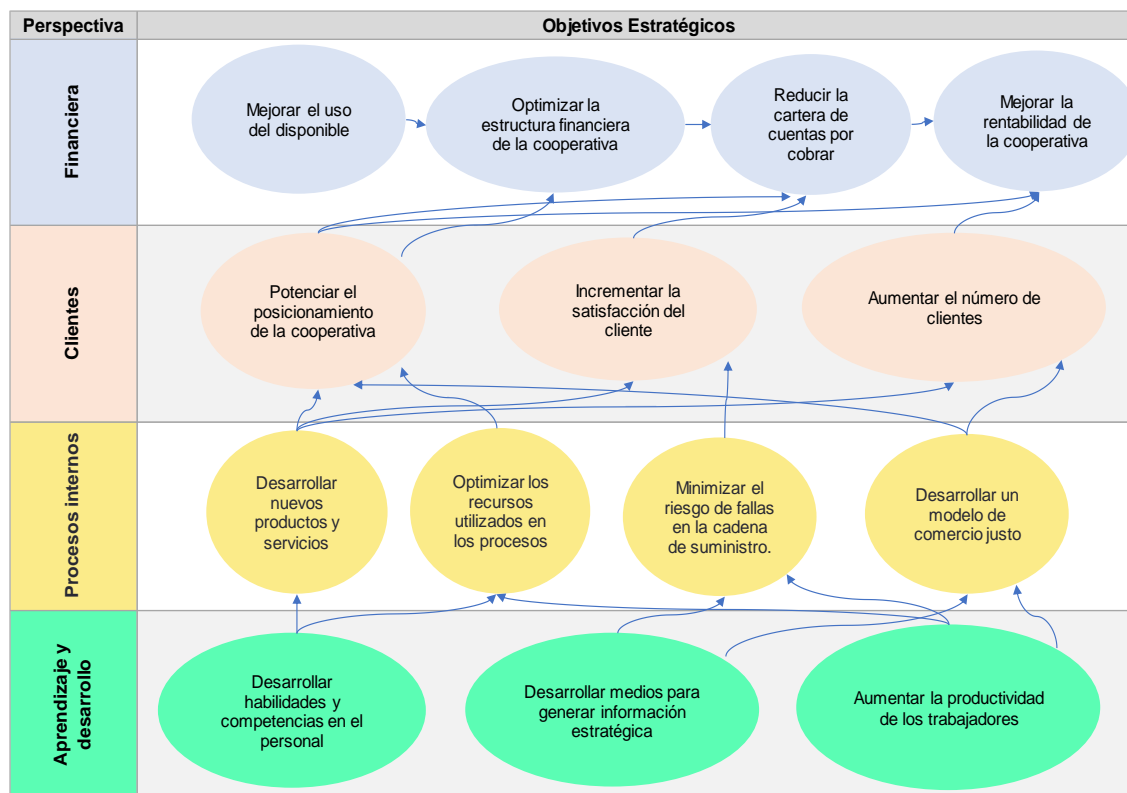 Perspectiva
Objetivos Estratégicos
Financiera
Mejorar el uso
del disponible
Optimizar la
estructura financiera
de la cooperativa
Reducir la
cartera de
cuentas por
cobrar
Mejorar la
rentabilidad de
la cooperativa
Clientes
Potenciar el
posicionamiento
de la cooperativa
Incrementar la
satisfacción del
cliente
Aumentar el número de
clientes
Procesos internos
Desarrollar
nuevos
productos y
servicios
Optimizar los
recursos
utilizados en
los procesos
Minimizar el
riesgo de fallas
en la cadena
de suministro.
Desarrollar un
modelo de
comercio justo
Aprendizaje y
desarrollo
Desarrollar
habilidades y
competencias en el
personal
Desarrollar medios para
generar información
estratégica
Aumentar la productividad
de los trabajadores